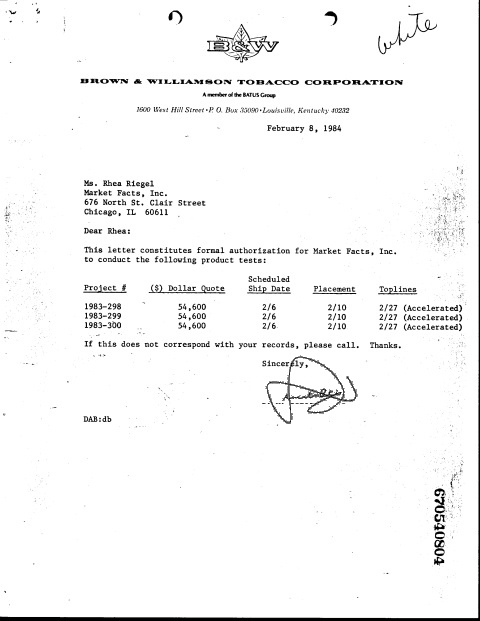 White
B&W
BROWN & WILLIAMSON TOBACCO CORPORATION
A member of the BATUS Group
1600 West Hill Street • P. O. Box 35090 • Louisville, Kentucky 40232
February 8, 1984
Ms. Rhea Riegel
Market Facts, Inc.
676 North St. Clair Street
Chicago, IL 60611
Dear Rhea:
This letter constitutes formal authorization for Market Facts, Inc.
to conduct the following product tests:
Scheduled
Project # ($) Dollar Quote Ship Date Placement Toplines
1983-298 54,600 2/6 2/10 2/27 (Accelerated)
1983-299 54,600 2/6 2/10 2/27 (Accelerated)
1983-300 54,600 2/6 2/10 2/27 (Accelerated)
If this does not correspond with your records, please call. Thanks.
Sincerely,
DAB:db
670540804